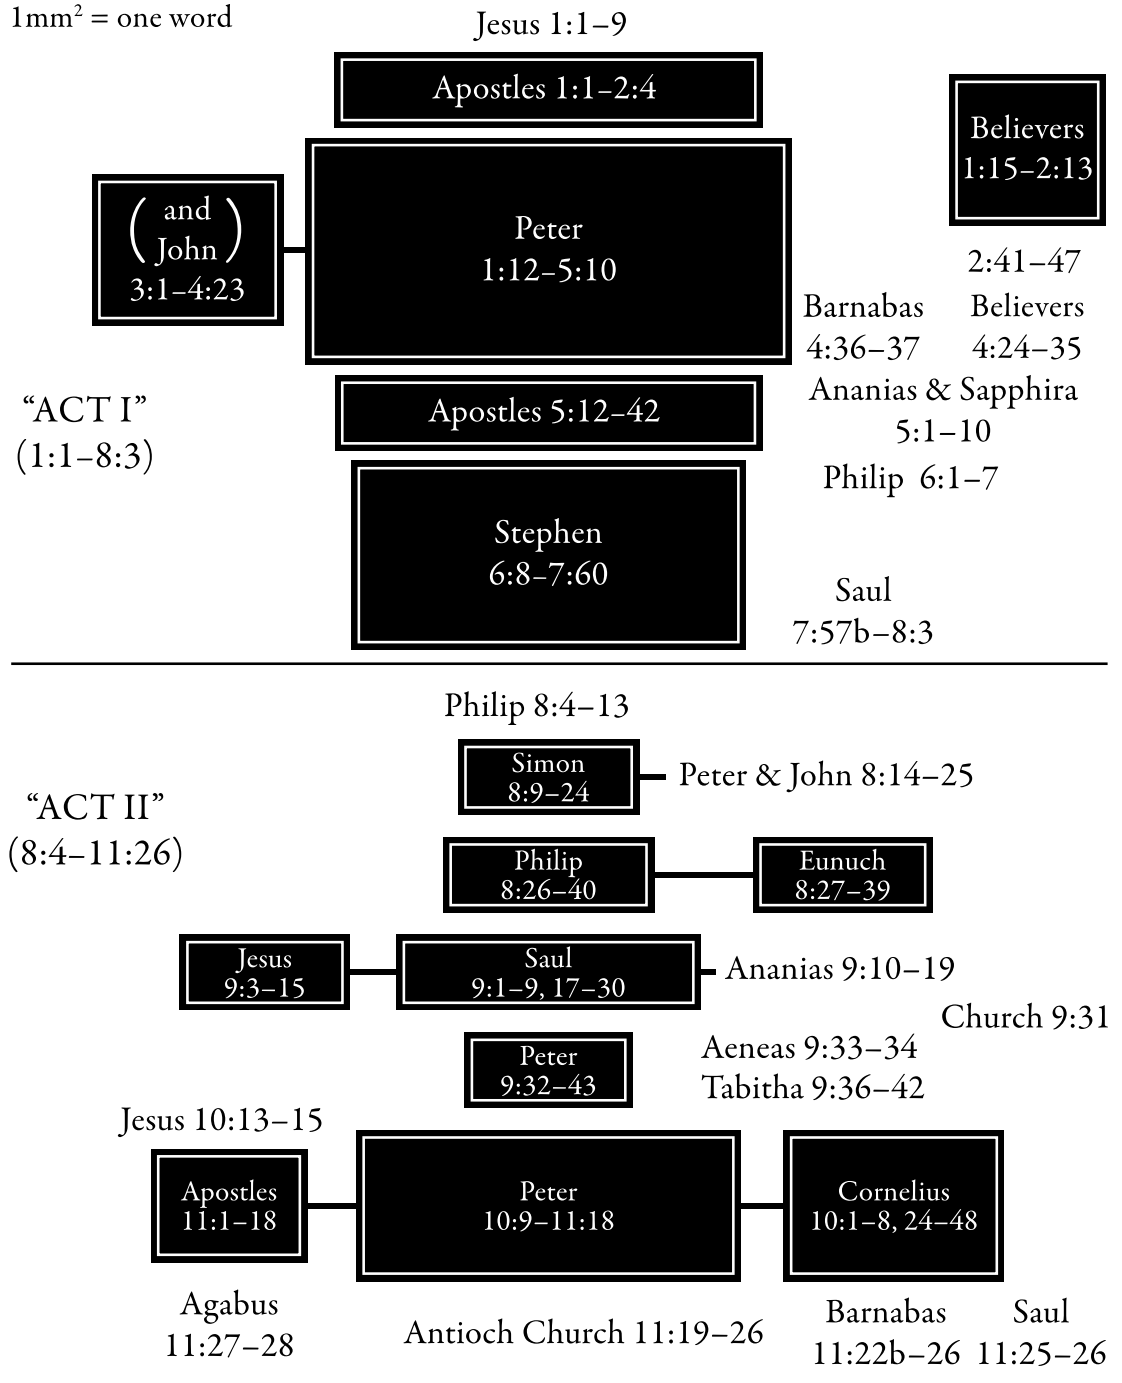 1mm² = one word
Jesus 1:1–9
Apostles 1:1–2:4
Believers
1:15–2:13
( and
John )
3:1–4:23
Peter
1:12–5:10
2:41–47
Barnabas
4:36–37
Believers
4:24–35
“ACT I”
(1:1–8:3)
Apostles 5:12–42
Ananias & Sapphira
5:1–10
Philip 6:1–7
Stephen
6:8–7:60
Saul
7:57b–8:3
Philip 8:4–13
Simon
8:9–24
Peter & John 8:14–25
“ACT II”
(8:4–11:26)
Philip
8:26–40
Eunuch
8:27–39
Jesus
9:3–15
Saul
9:1–9, 17–30
Ananias 9:10–19
Church 9:31
Peter
9:32–43
Aeneas 9:33–34
Tabitha 9:36–42
Jesus 10:13–15
Apostles
11:1–18
Peter
10:9–11:18
Cornelius
10:1–8, 24–48
Agabus
11:27–28
Antioch Church 11:19–26
Barnabas
11:22b–26
Saul
11:25–26